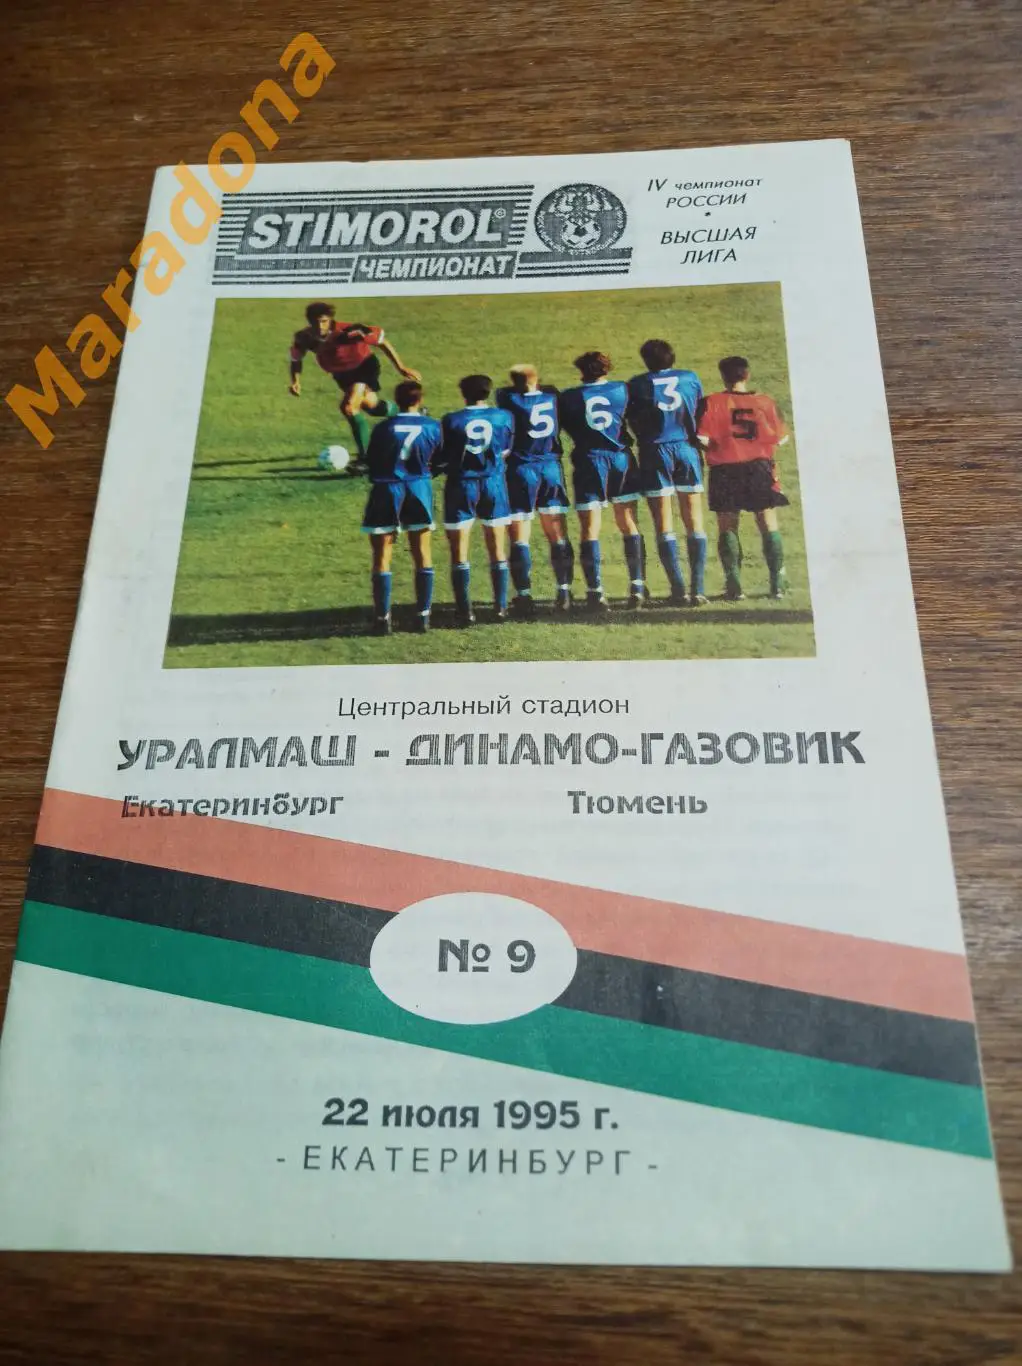 Maradona
STIMOROL®
ЧЕМПИОНАТ
IV чемпионат
РОССИИ
*
ВЫСШАЯ
ЛИГА
7 9 5 6 3 5
Центральный стадион
УРАЛМАШ - ДИНАМО-ГАЗОВИК
Екатеринбург Тюмень
№ 9
22 июля 1995 г.
- ЕКАТЕРИНБУРГ -